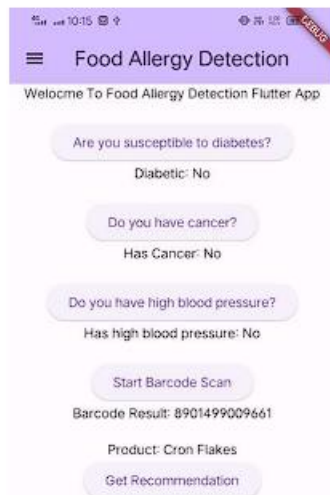 10:15
DEBUG
Food Allergy Detection
Welocme To Food Allergy Detection Flutter App
Are you susceptible to diabetes?
Diabetic: No
Do you have cancer?
Has Cancer: No
Do you have high blood pressure?
Has high blood pressure: No
Start Barcode Scan
Barcode Result: 8901499009661
Product: Cron Flakes
Get Recommendation